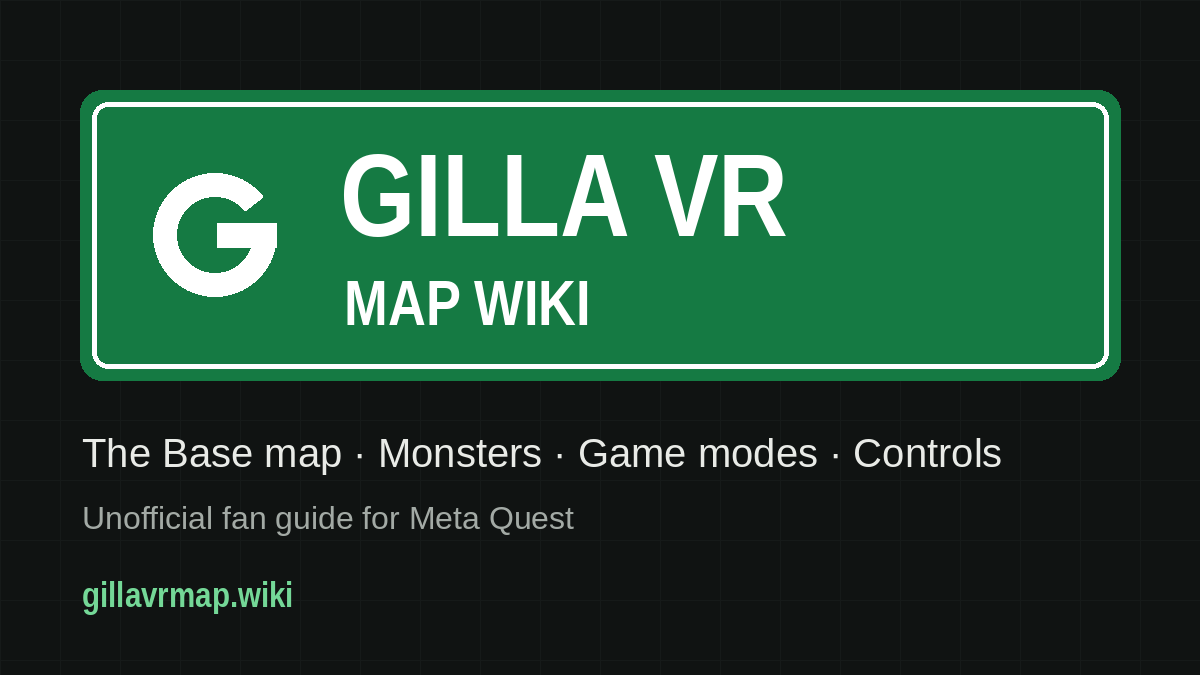 G
GILLA VR
MAP WIKI
The Base map · Monsters · Game modes · Controls
Unofficial fan guide for Meta Quest
gillavrmap.wiki